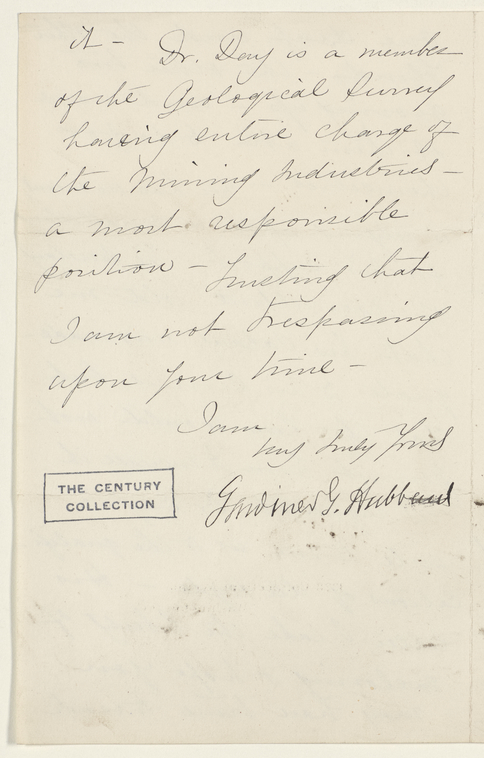 it - Dr. Day is a member
of the Geological Survey
having entire charge of
the Mining Industries -
a most responsible
position - trusting that
I am not trespassing
upon your time -
I am
very truly yours
Gardiner G. Hubbard
THE CENTURY
COLLECTION